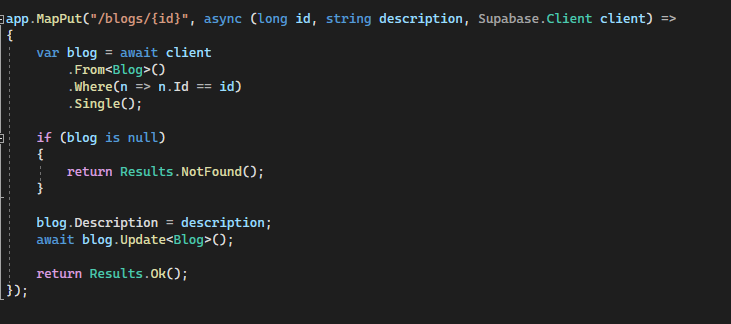 app.MapPut("/blogs/{id}", async (long id, string description, Supabase.Client client) =>
{
    var blog = await client
        .From<Blog>()
        .Where(n => n.Id == id)
        .Single();

    if (blog is null)
    {
        return Results.NotFound();
    }

    blog.Description = description;
    await blog.Update<Blog>();

    return Results.Ok();
});